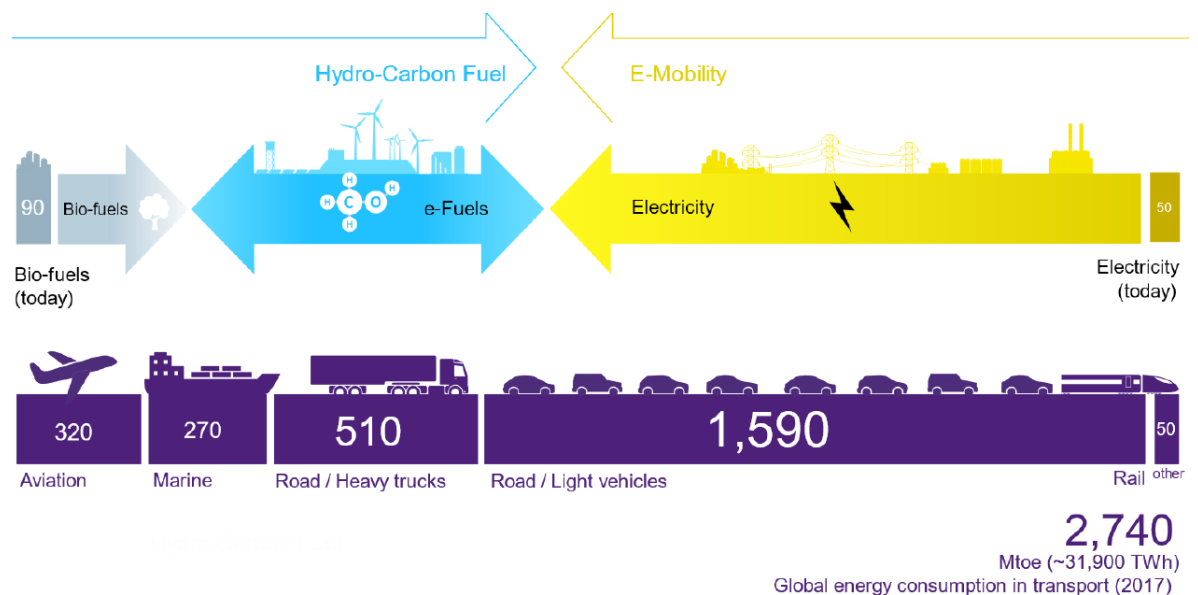 Hydro-Carbon Fuel
E-Mobility
90
Bio-fuels
H
H
C
O
H
H
e-Fuels
Electricity
50
Bio-fuels
(today)
Electricity
(today)
320
270
510
1,590
50
Aviation
Marine
Road / Heavy trucks
Road / Light vehicles
Rail
other
2,740
Mtoe (~31,900 TWh)
Global energy consumption in transport (2017)